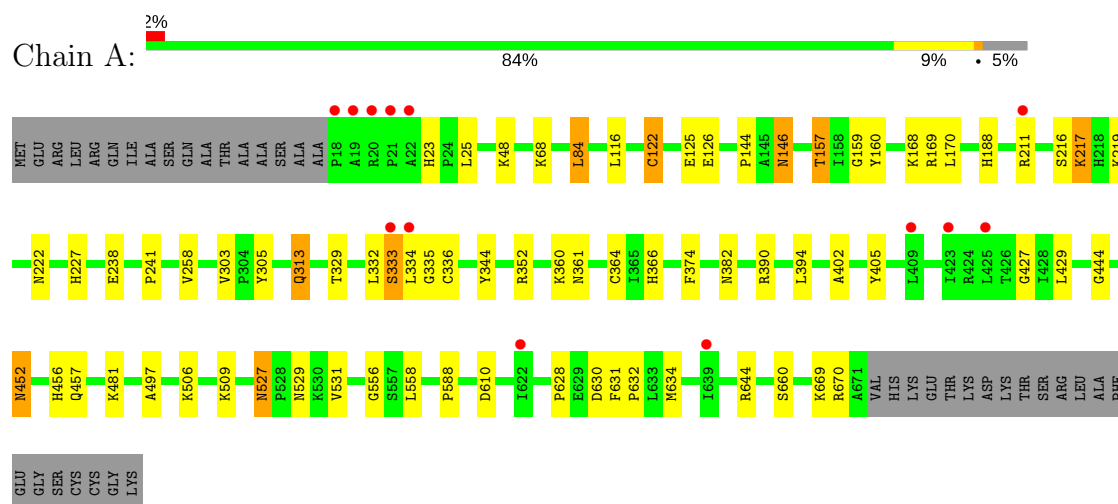 2%
Chain A:
84% 9% • 5%
MET GLU ARG LEU ARG GLN ILE ALA SER GLN ALA THR ALA ALA SER ALA ALA P18 A19 R20 P21 A22 H23 P24 L25 K48 K68 L84 L116 C122 E125 E126 P144 A145 N146 T157 I158 G159 Y160 K168 R169 L170 H188 R211 S216 K217 H218 K219
N222 H227 E238 P241 V258 V303 P304 Y305 Q313 T329 L332 S333 L334 G335 C336 Y344 R352 K360 N361 C364 I365 H366 F374 N382 R390 L394 A402 Y405 L409 I423 R424 L425 T426 G427 I428 L429 G444
N452 H456 Q457 K481 A497 K506 K509 N527 P528 N529 K530 V531 G556 S557 L558 P588 D610 I622 P628 E629 D630 F631 P632 L633 M634 I639 R644 S660 K669 R670 A671 VAL HIS LYS GLU THR LYS ASP LYS THR SER ARG LEU ALA PHE
GLU GLY SER CYS CYS GLY LYS